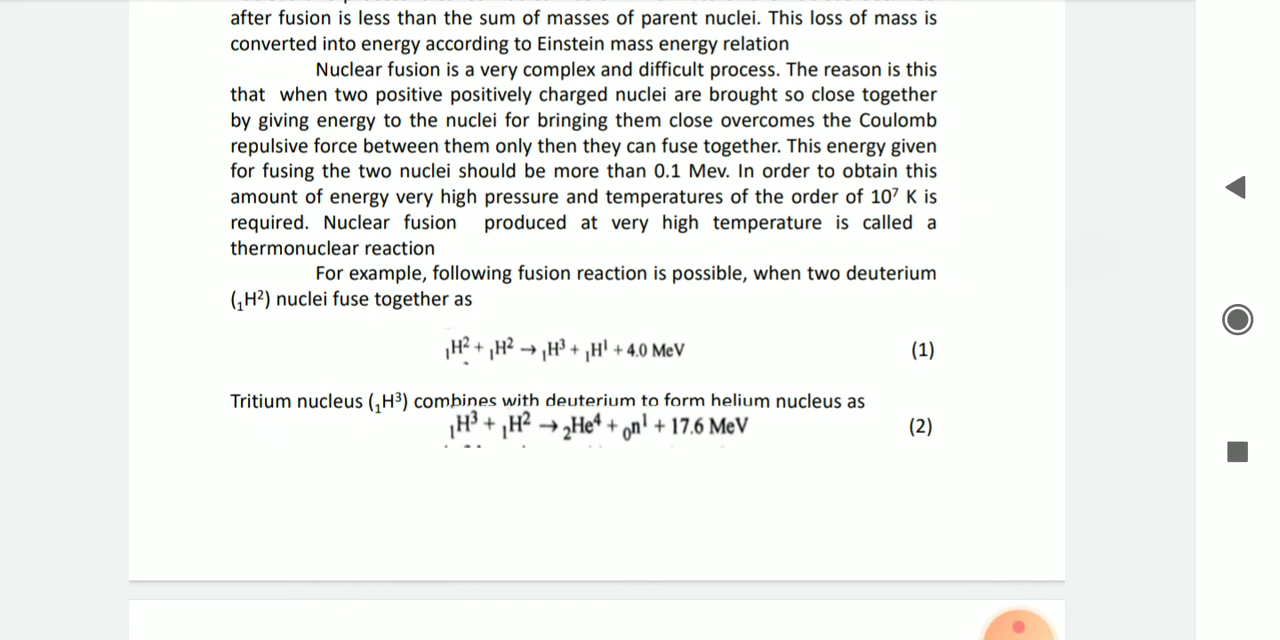 after fusion is less than the sum of masses of parent nuclei. This loss of mass is
converted into energy according to Einstein mass energy relation
Nuclear fusion is a very complex and difficult process. The reason is this
that when two positive positively charged nuclei are brought so close together
by giving energy to the nuclei for bringing them close overcomes the Coulomb
repulsive force between them only then they can fuse together. This energy given
for fusing the two nuclei should be more than 0.1 Mev. In order to obtain this
amount of energy very high pressure and temperatures of the order of 10⁷ K is
required. Nuclear fusion produced at very high temperature is called a
thermonuclear reaction
For example, following fusion reaction is possible, when two deuterium
(₁H²) nuclei fuse together as
₁H² + ₁H² → ₁H³ + ₁H¹ + 4.0 MeV (1)
Tritium nucleus (₁H³) combines with deuterium to form helium nucleus as
₁H³ + ₁H² → ₂He⁴ + ₀n¹ + 17.6 MeV (2)